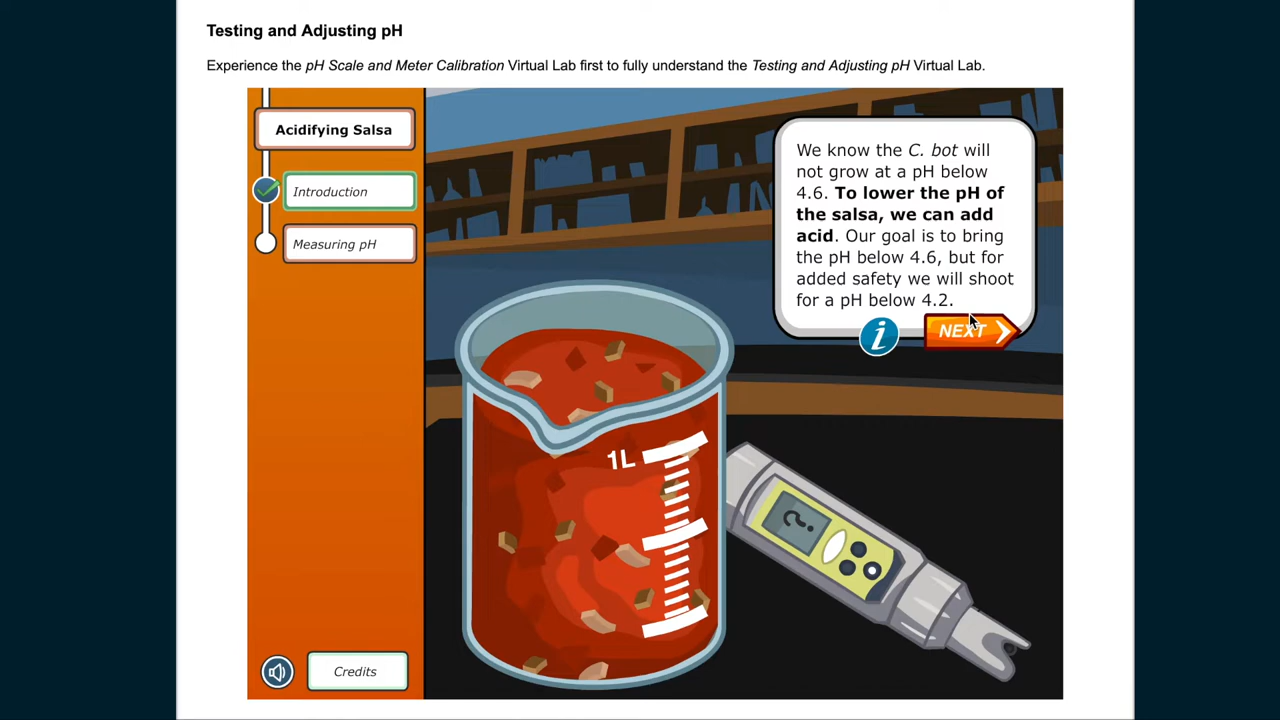 Testing and Adjusting pH
Experience the pH Scale and Meter Calibration Virtual Lab first to fully understand the Testing and Adjusting pH Virtual Lab.
Acidifying Salsa
Introduction
Measuring pH
We know the C. bot will
not grow at a pH below
4.6. To lower the pH of
the salsa, we can add
acid. Our goal is to bring
the pH below 4.6, but for
added safety we will shoot
for a pH below 4.2.
i
NEXT
1L
?
Credits